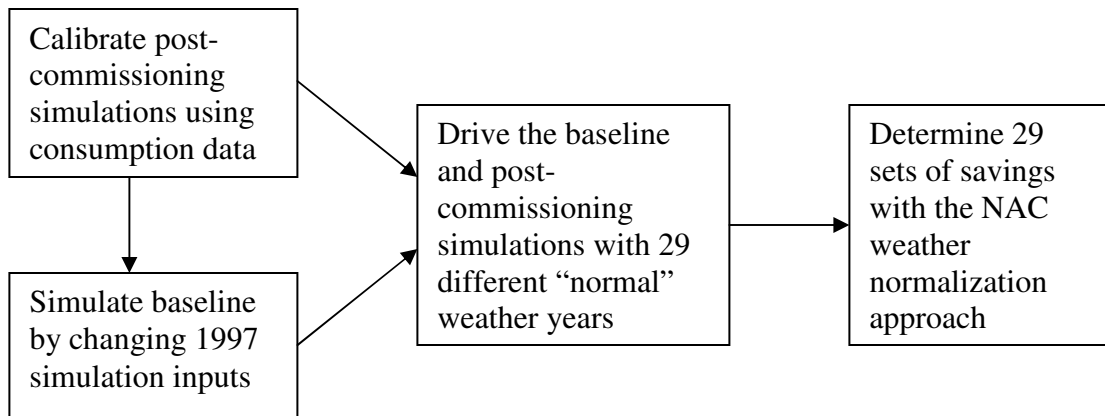 Calibrate post-
commissioning
simulations using
consumption data
Simulate baseline
by changing 1997
simulation inputs
Drive the baseline
and post-
commissioning
simulations with 29
different “normal”
weather years
Determine 29
sets of savings
with the NAC
weather
normalization
approach